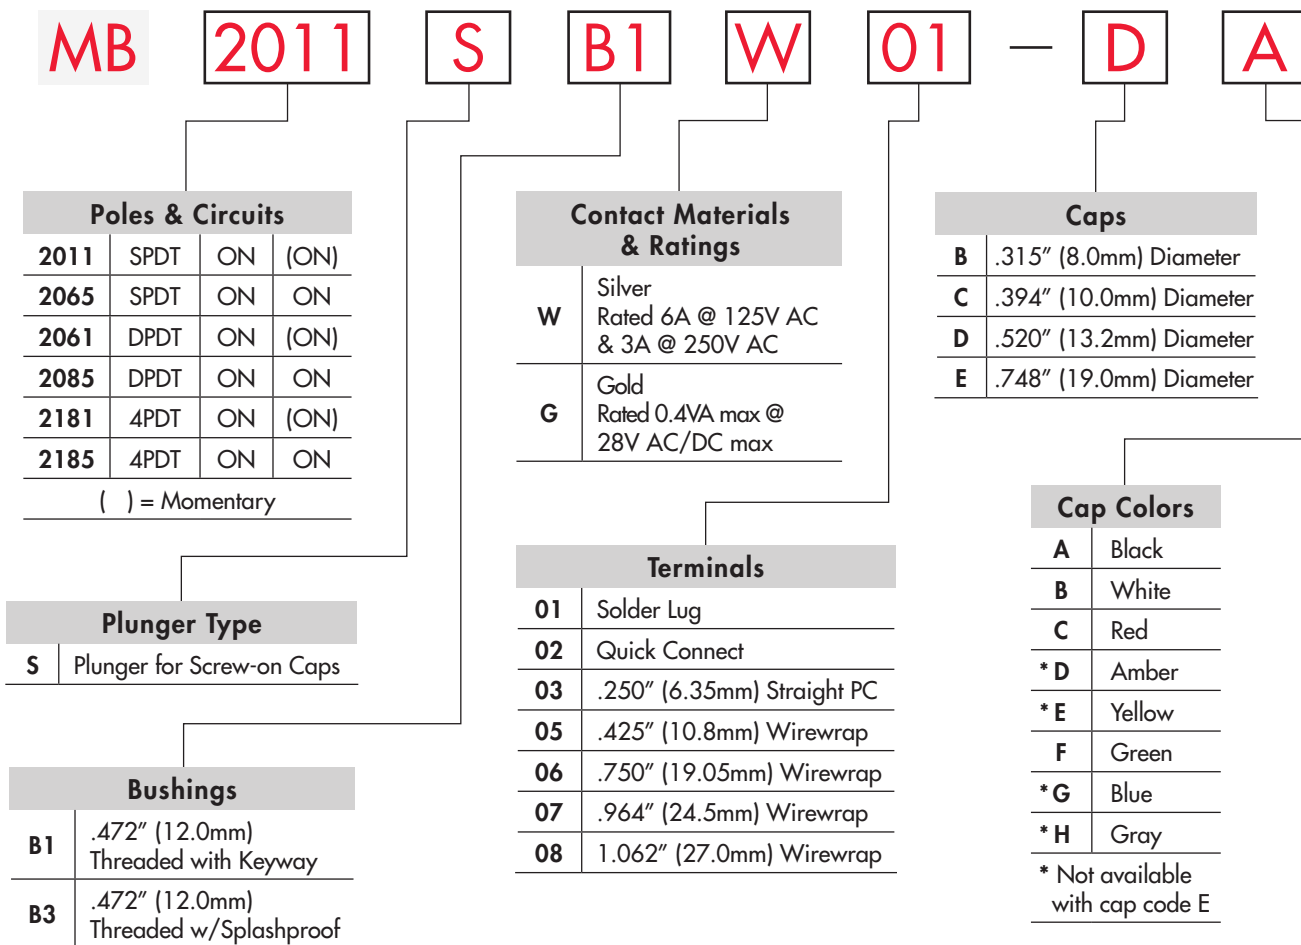 MB 2011 S B1 W 01 — D A
Poles & Circuits
2011 SPDT ON (ON)
2065 SPDT ON ON
2061 DPDT ON (ON)
2085 DPDT ON ON
2181 4PDT ON (ON)
2185 4PDT ON ON
( ) = Momentary
Plunger Type
S Plunger for Screw-on Caps
Bushings
B1 .472" (12.0mm)
Threaded with Keyway
B3 .472" (12.0mm)
Threaded w/Splashproof
Contact Materials
& Ratings
W Silver
Rated 6A @ 125V AC
& 3A @ 250V AC
G Gold
Rated 0.4VA max @
28V AC/DC max
Terminals
01 Solder Lug
02 Quick Connect
03 .250" (6.35mm) Straight PC
05 .425" (10.8mm) Wirewrap
06 .750" (19.05mm) Wirewrap
07 .964" (24.5mm) Wirewrap
08 1.062" (27.0mm) Wirewrap
Caps
B .315" (8.0mm) Diameter
C .394" (10.0mm) Diameter
D .520" (13.2mm) Diameter
E .748" (19.0mm) Diameter
Cap Colors
A Black
B White
C Red
* D Amber
* E Yellow
F Green
* G Blue
* H Gray
* Not available
with cap code E